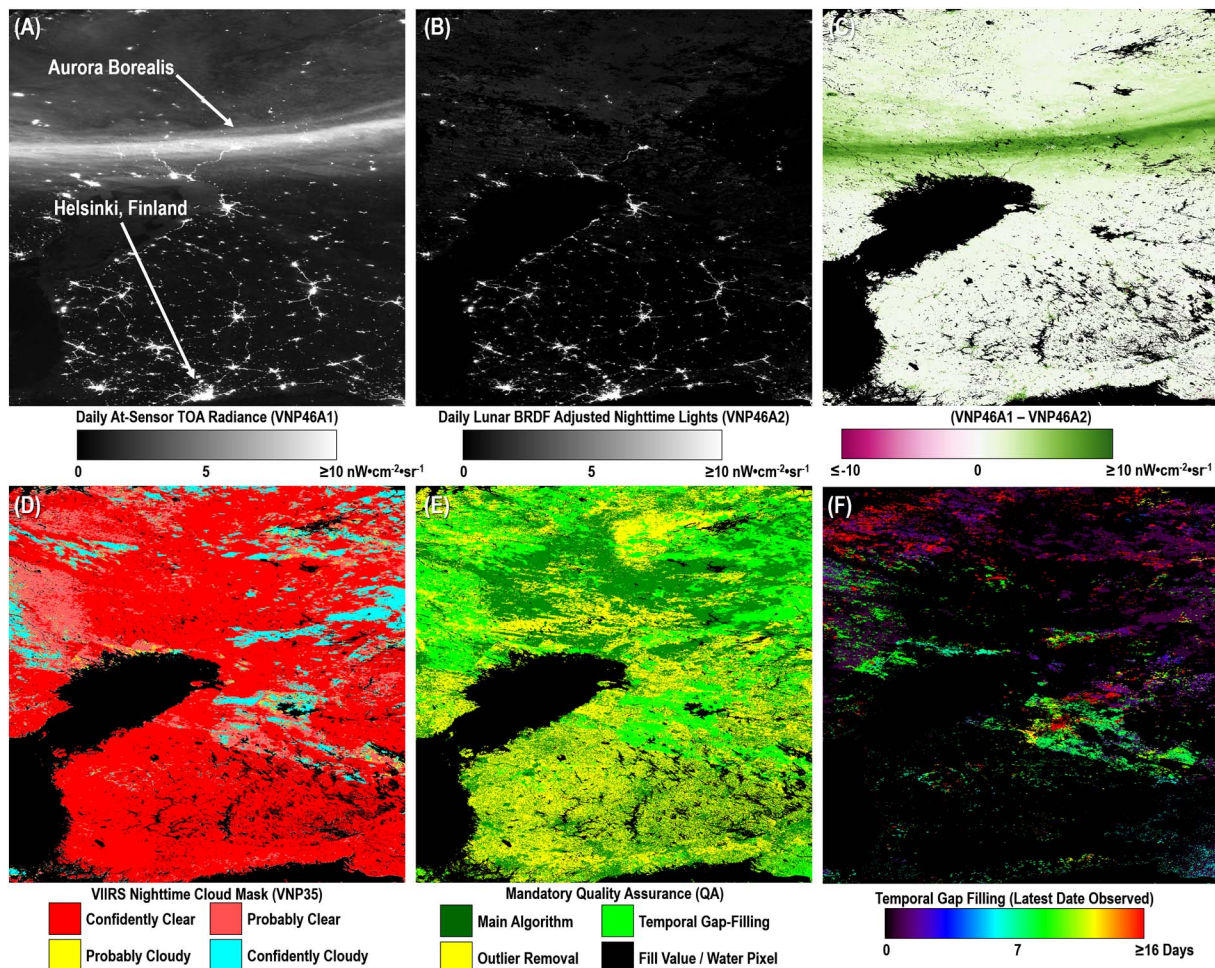 (A)
Aurora Borealis
Helsinki, Finland
Daily At-Sensor TOA Radiance (VNP46A1)
0 5 ≥10 nW•cm⁻²•sr⁻¹
(B)
Daily Lunar BRDF Adjusted Nighttime Lights (VNP46A2)
0 5 ≥10 nW•cm⁻²•sr⁻¹
(C)
(VNP46A1 – VNP46A2)
≤-10 0 ≥10 nW•cm⁻²•sr⁻¹
(D)
VIIRS Nighttime Cloud Mask (VNP35)
Confidently Clear Probably Clear
Probably Cloudy Confidently Cloudy
(E)
Mandatory Quality Assurance (QA)
Main Algorithm Temporal Gap-Filling
Outlier Removal Fill Value / Water Pixel
(F)
Temporal Gap Filling (Latest Date Observed)
0 7 ≥16 Days